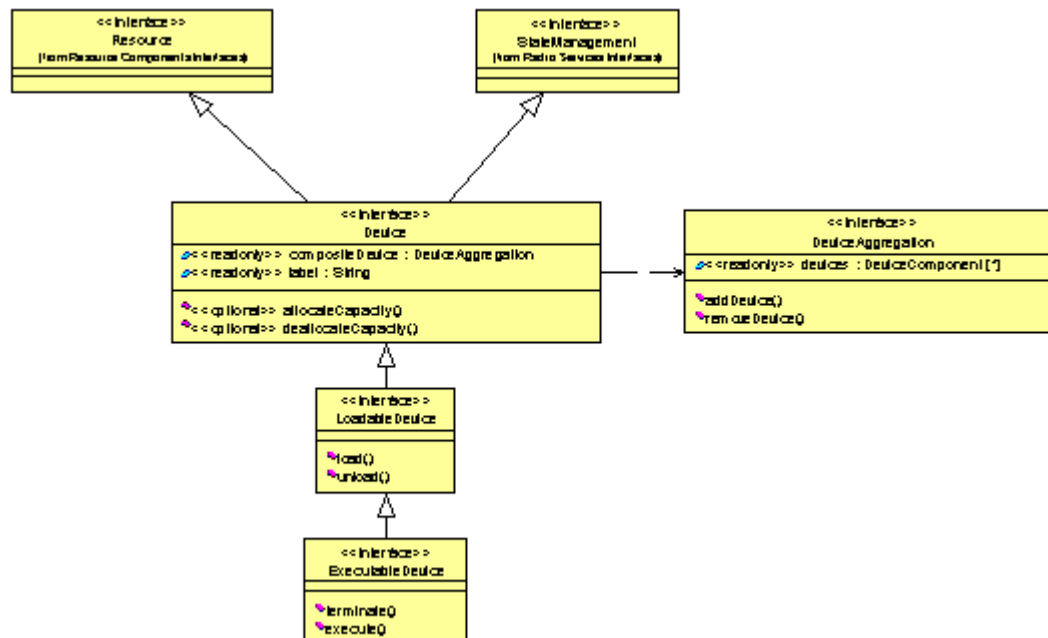 <<Interface>>
Resource
(from Resource Components Interfaces)
<<Interface>>
StateManagement
(from Radio Services Interfaces)
<<Interface>>
Device
<<readonly>> compositeDevice : DeviceAggregation
<<readonly>> label : String
<<optional>> allocateCapacity()
<<optional>> deallocateCapacity()
<<Interface>>
DeviceAggregation
<<readonly>> devices : DeviceComponent [*]
addDevice()
removeDevice()
<<Interface>>
LoadableDevice
load()
unload()
<<Interface>>
ExecutableDevice
terminate()
execute()